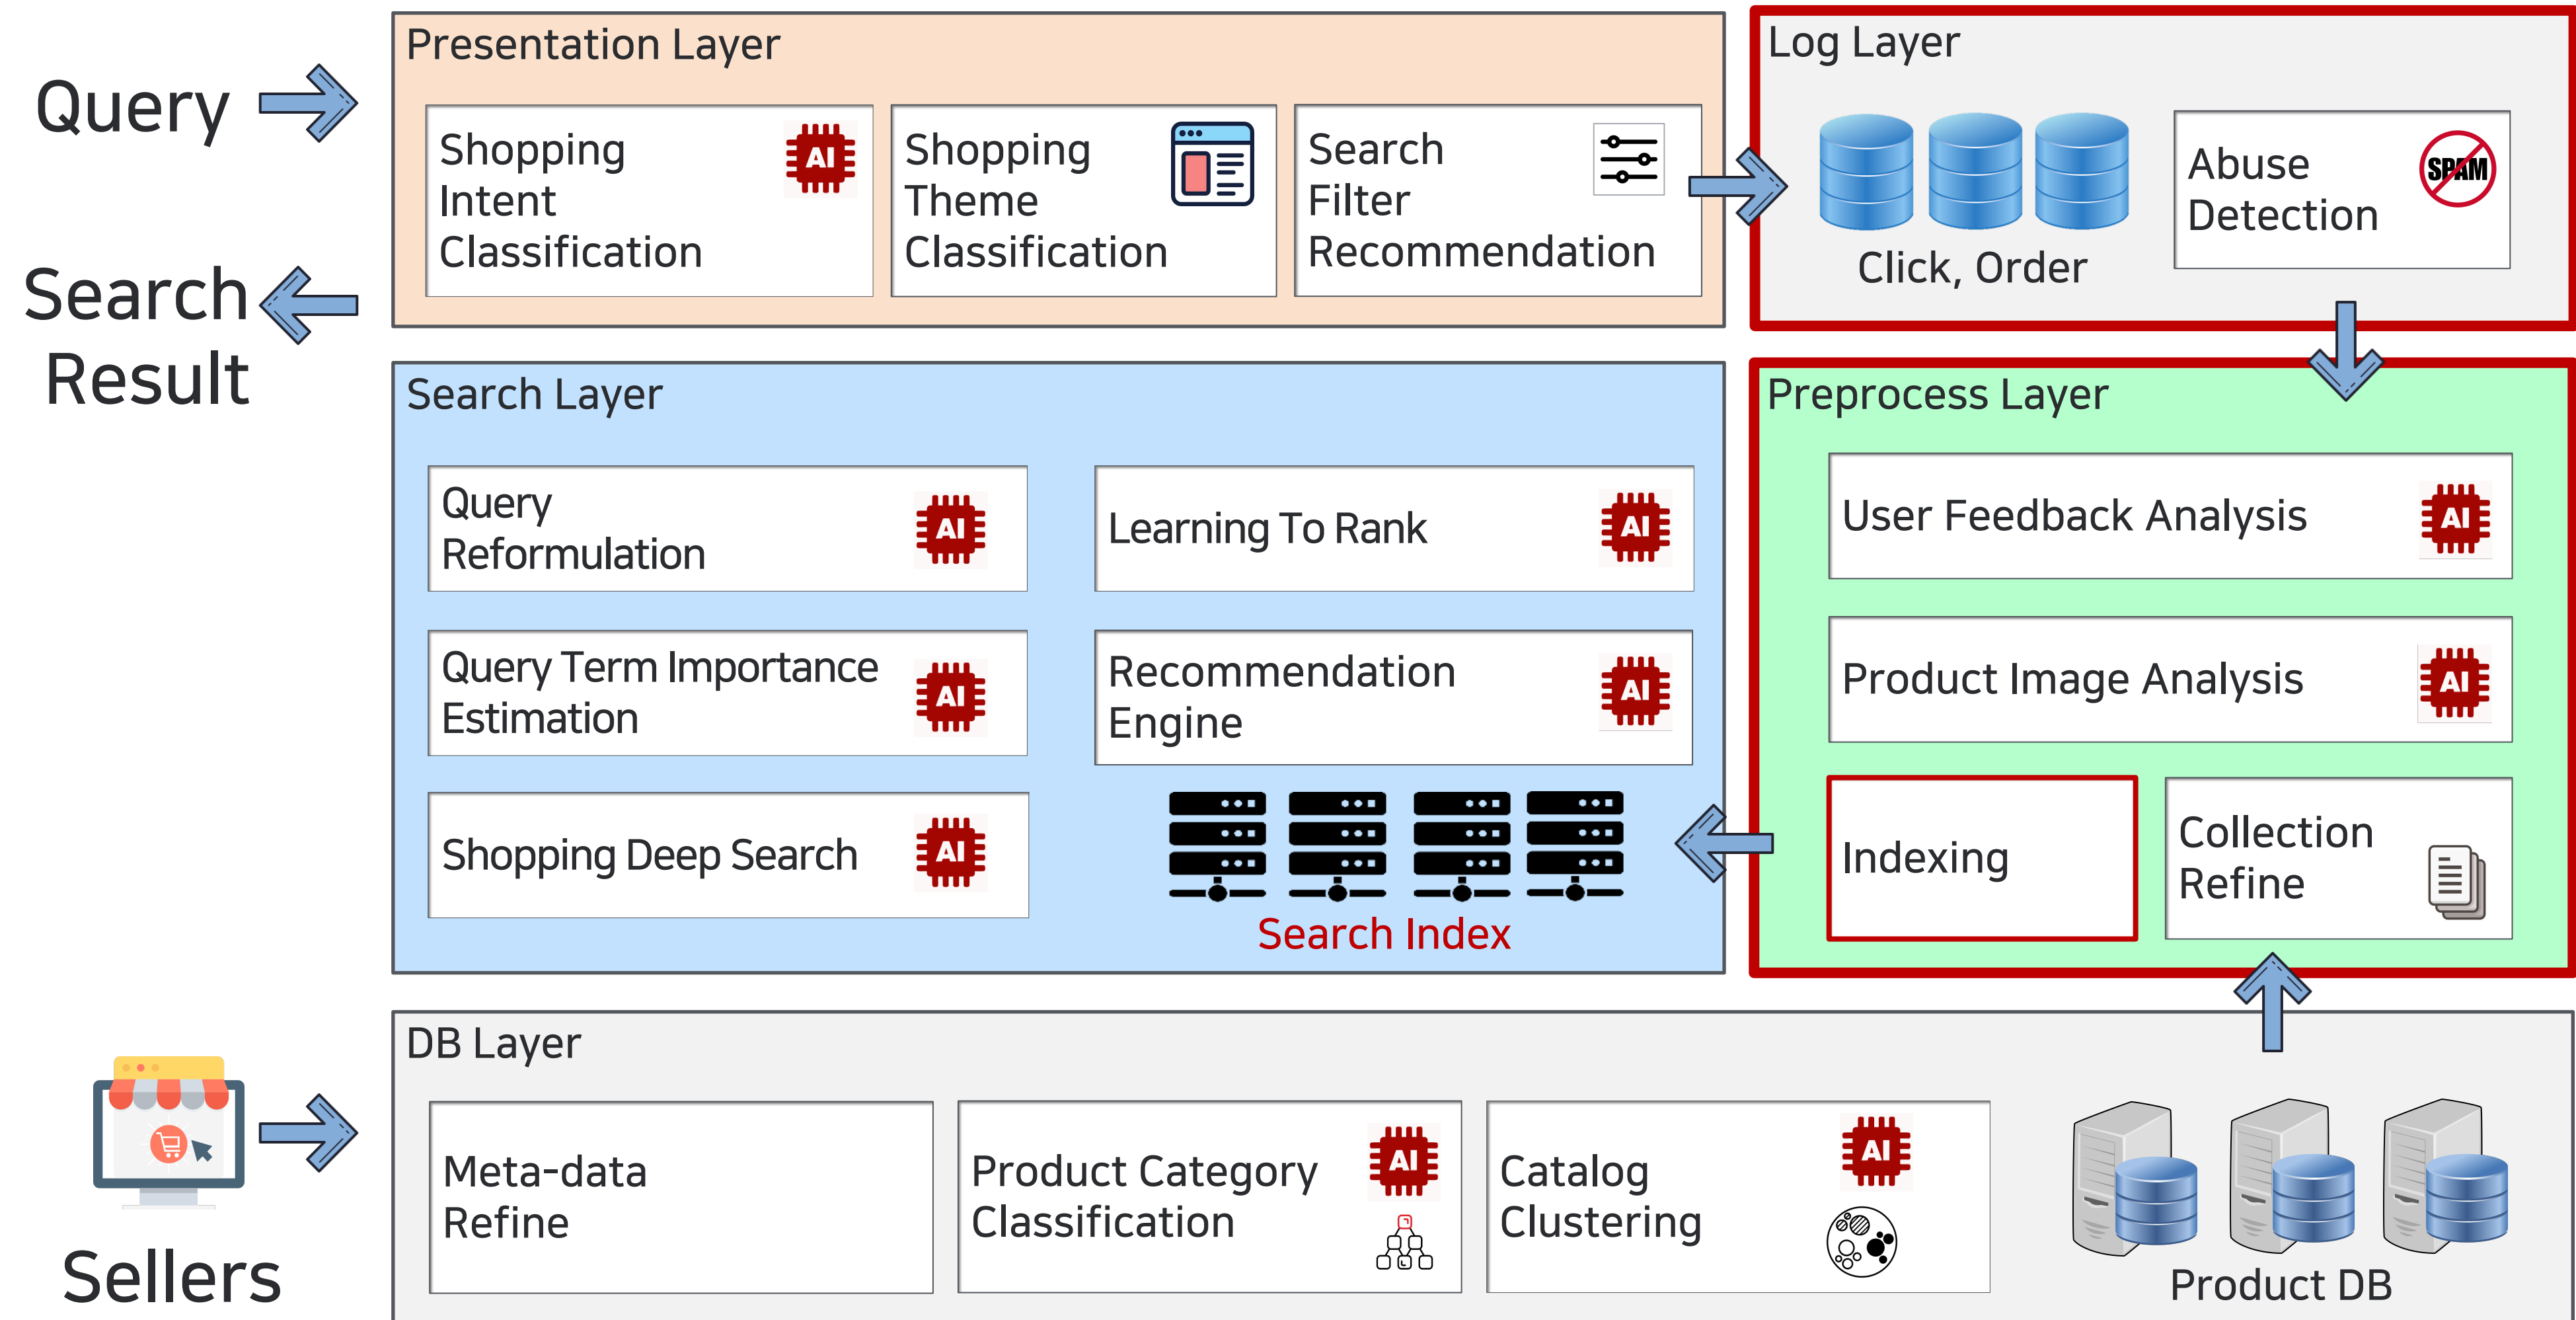 Query
Search
Result
Presentation Layer
Shopping
Intent
Classification
AI
Shopping
Theme
Classification
Search
Filter
Recommendation
Log Layer
Click, Order
Abuse
Detection
SPAM
Search Layer
Query
Reformulation
AI
Learning To Rank
AI
Query Term Importance
Estimation
AI
Recommendation
Engine
AI
Shopping Deep Search
AI
Search Index
Preprocess Layer
User Feedback Analysis
AI
Product Image Analysis
AI
Indexing
Collection
Refine
Sellers
DB Layer
Meta-data
Refine
Product Category
Classification
AI
Catalog
Clustering
AI
Product DB